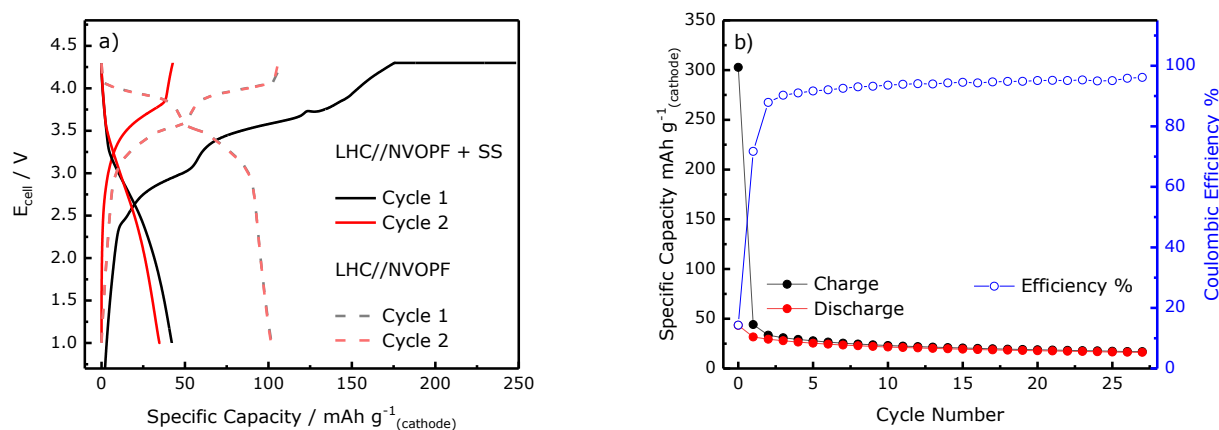 a)
4.5
4.0
3.5
3.0
2.5
2.0
1.5
1.0
E_cell / V
LHC//NVOPF + SS
Cycle 1
Cycle 2
LHC//NVOPF
Cycle 1
Cycle 2
0 50 100 150 200 250
Specific Capacity / mAh g⁻¹(cathode)
b)
350
300
250
200
150
100
50
0
Specific Capacity mAh g⁻¹(cathode)
Charge
Discharge
Efficiency %
100
80
60
40
20
0
Coulombic Efficiency %
0 5 10 15 20 25
Cycle Number